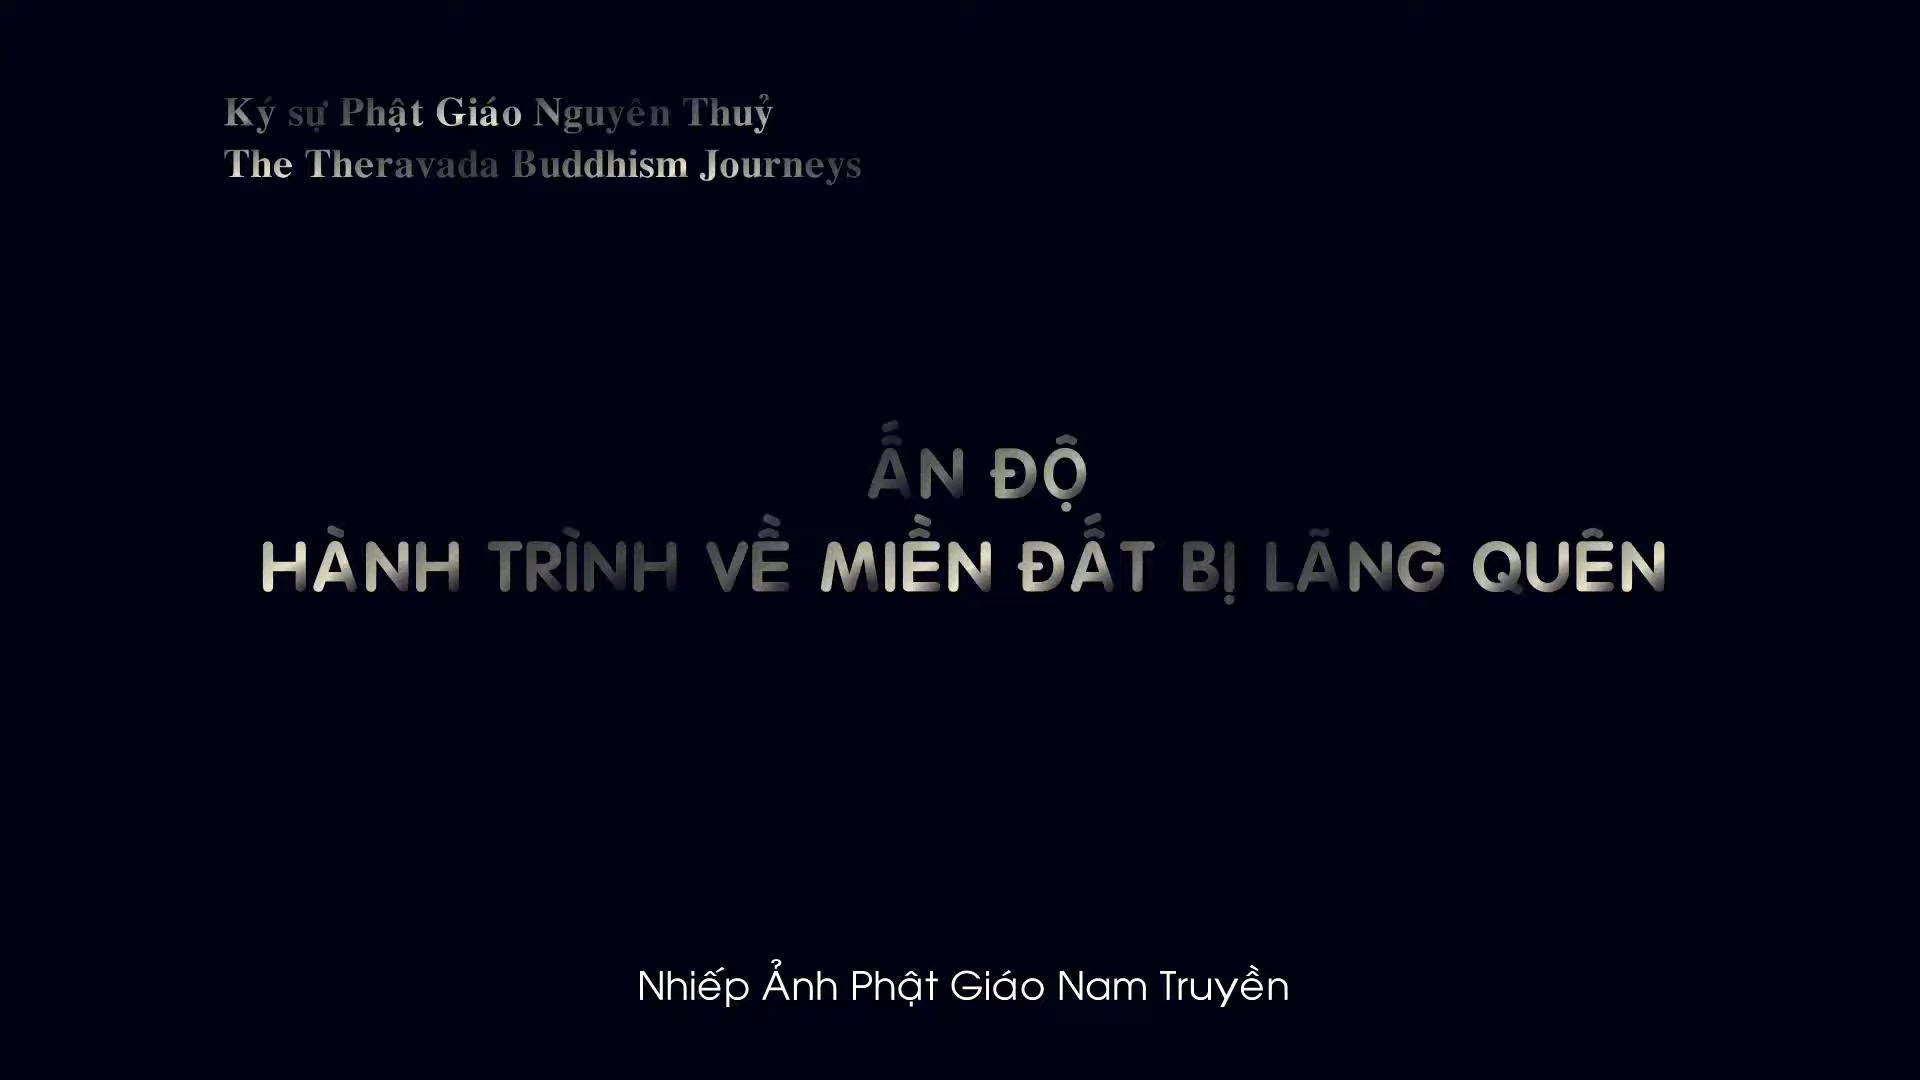 Ký sự Phật Giáo Nguyên Thuỷ
The Theravada Buddhism Journeys
ẤN ĐỘ
HÀNH TRÌNH VỀ MIỀN ĐẤT BỊ LÃNG QUÊN
Nhiếp Ảnh Phật Giáo Nam Truyền